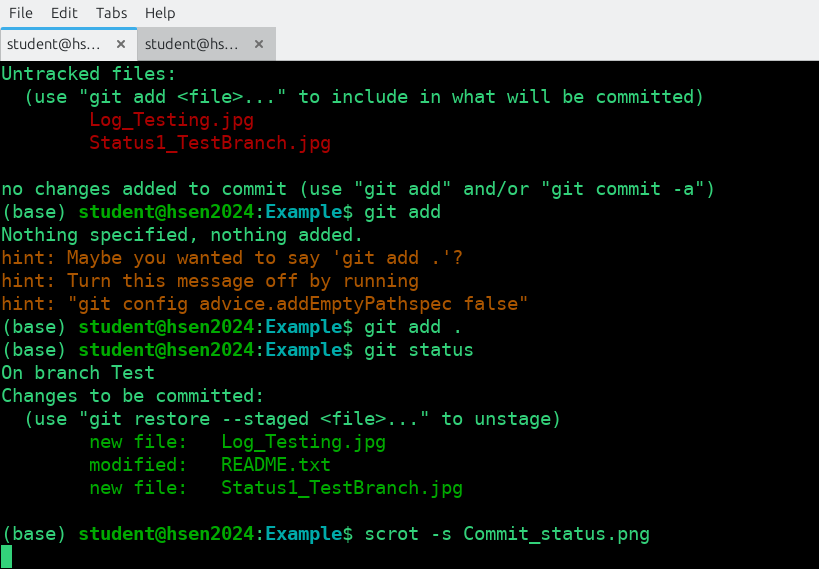 File Edit Tabs Help
student@hs... × student@hs... ×
Untracked files:
  (use "git add <file>..." to include in what will be committed)
        Log_Testing.jpg
        Status1_TestBranch.jpg

no changes added to commit (use "git add" and/or "git commit -a")
(base) student@hsen2024:Example$ git add
Nothing specified, nothing added.
hint: Maybe you wanted to say 'git add .'?
hint: Turn this message off by running
hint: "git config advice.addEmptyPathspec false"
(base) student@hsen2024:Example$ git add .
(base) student@hsen2024:Example$ git status
On branch Test
Changes to be committed:
  (use "git restore --staged <file>..." to unstage)
        new file:   Log_Testing.jpg
        modified:   README.txt
        new file:   Status1_TestBranch.jpg

(base) student@hsen2024:Example$ scrot -s Commit_status.png